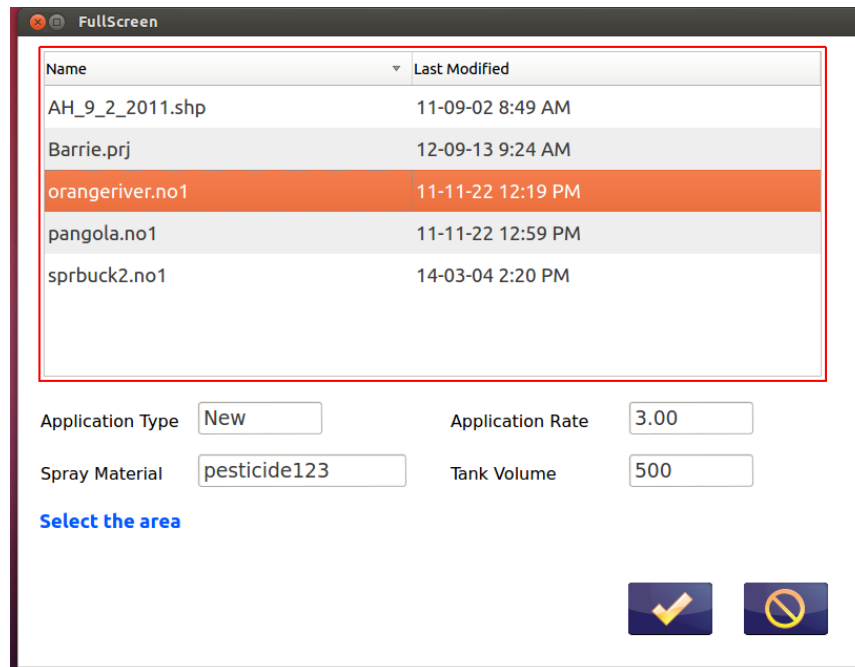 FullScreen
Name Last Modified
AH_9_2_2011.shp 11-09-02 8:49 AM
Barrie.prj 12-09-13 9:24 AM
orangeriver.no1 11-11-22 12:19 PM
pangola.no1 11-11-22 12:59 PM
sprbuck2.no1 14-03-04 2:20 PM
Application Type New Application Rate 3.00
Spray Material pesticide123 Tank Volume 500
Select the area